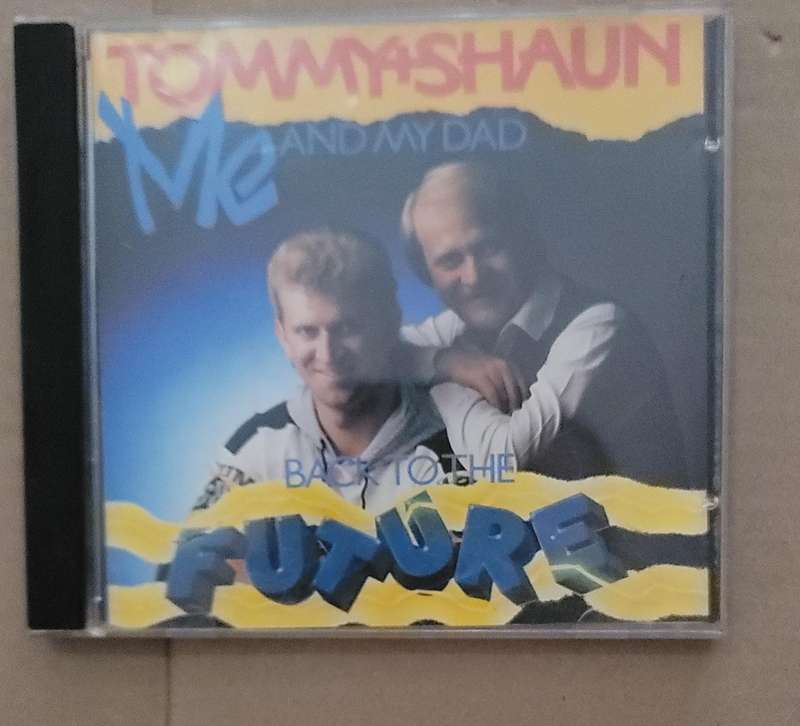 TOMMY+SHAUN
Me AND MY DAD
BACK TO THE
FUTURE